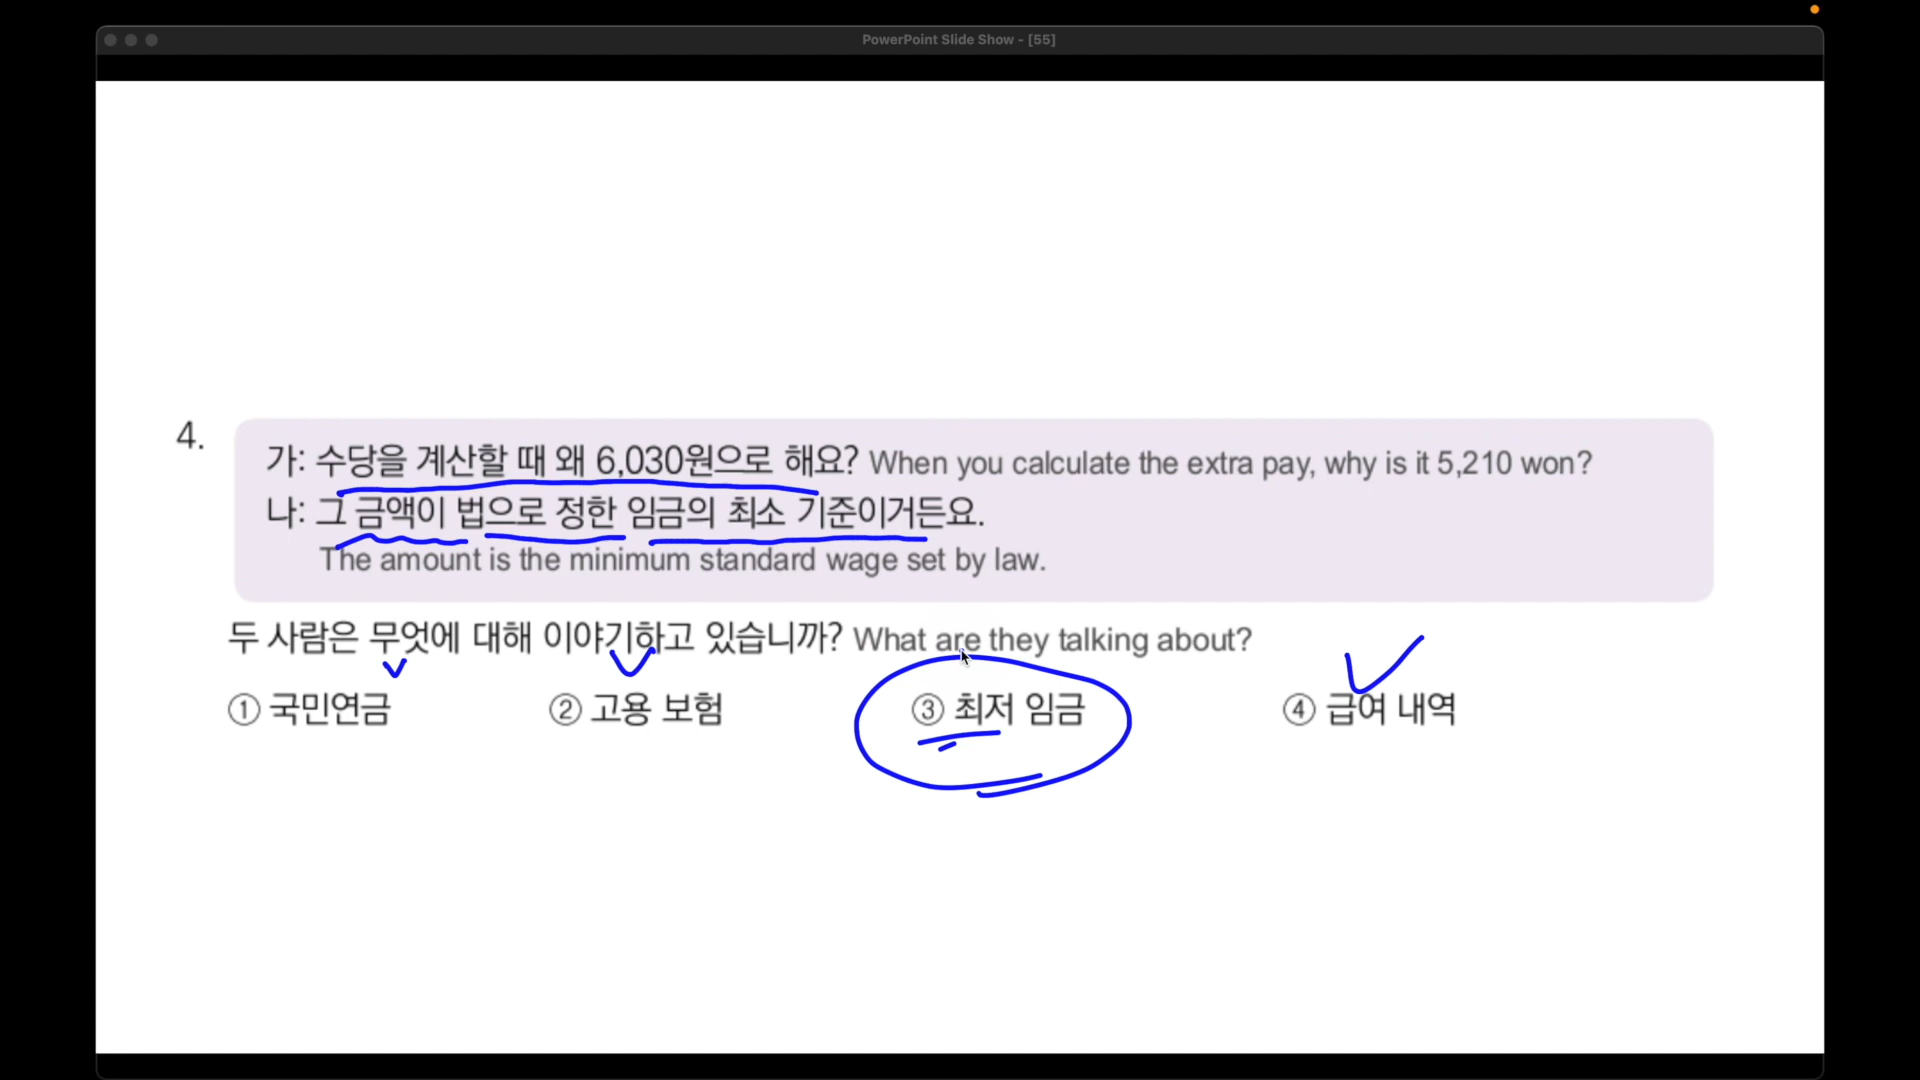 PowerPoint Slide Show - [55]
4.
가: 수당을 계산할 때 왜 6,030원으로 해요? When you calculate the extra pay, why is it 5,210 won?
나: 그 금액이 법으로 정한 임금의 최소 기준이거든요.
The amount is the minimum standard wage set by law.
두 사람은 무엇에 대해 이야기하고 있습니까? What are they talking about?
① 국민연금 ② 고용 보험 ③ 최저 임금 ④ 급여 내역